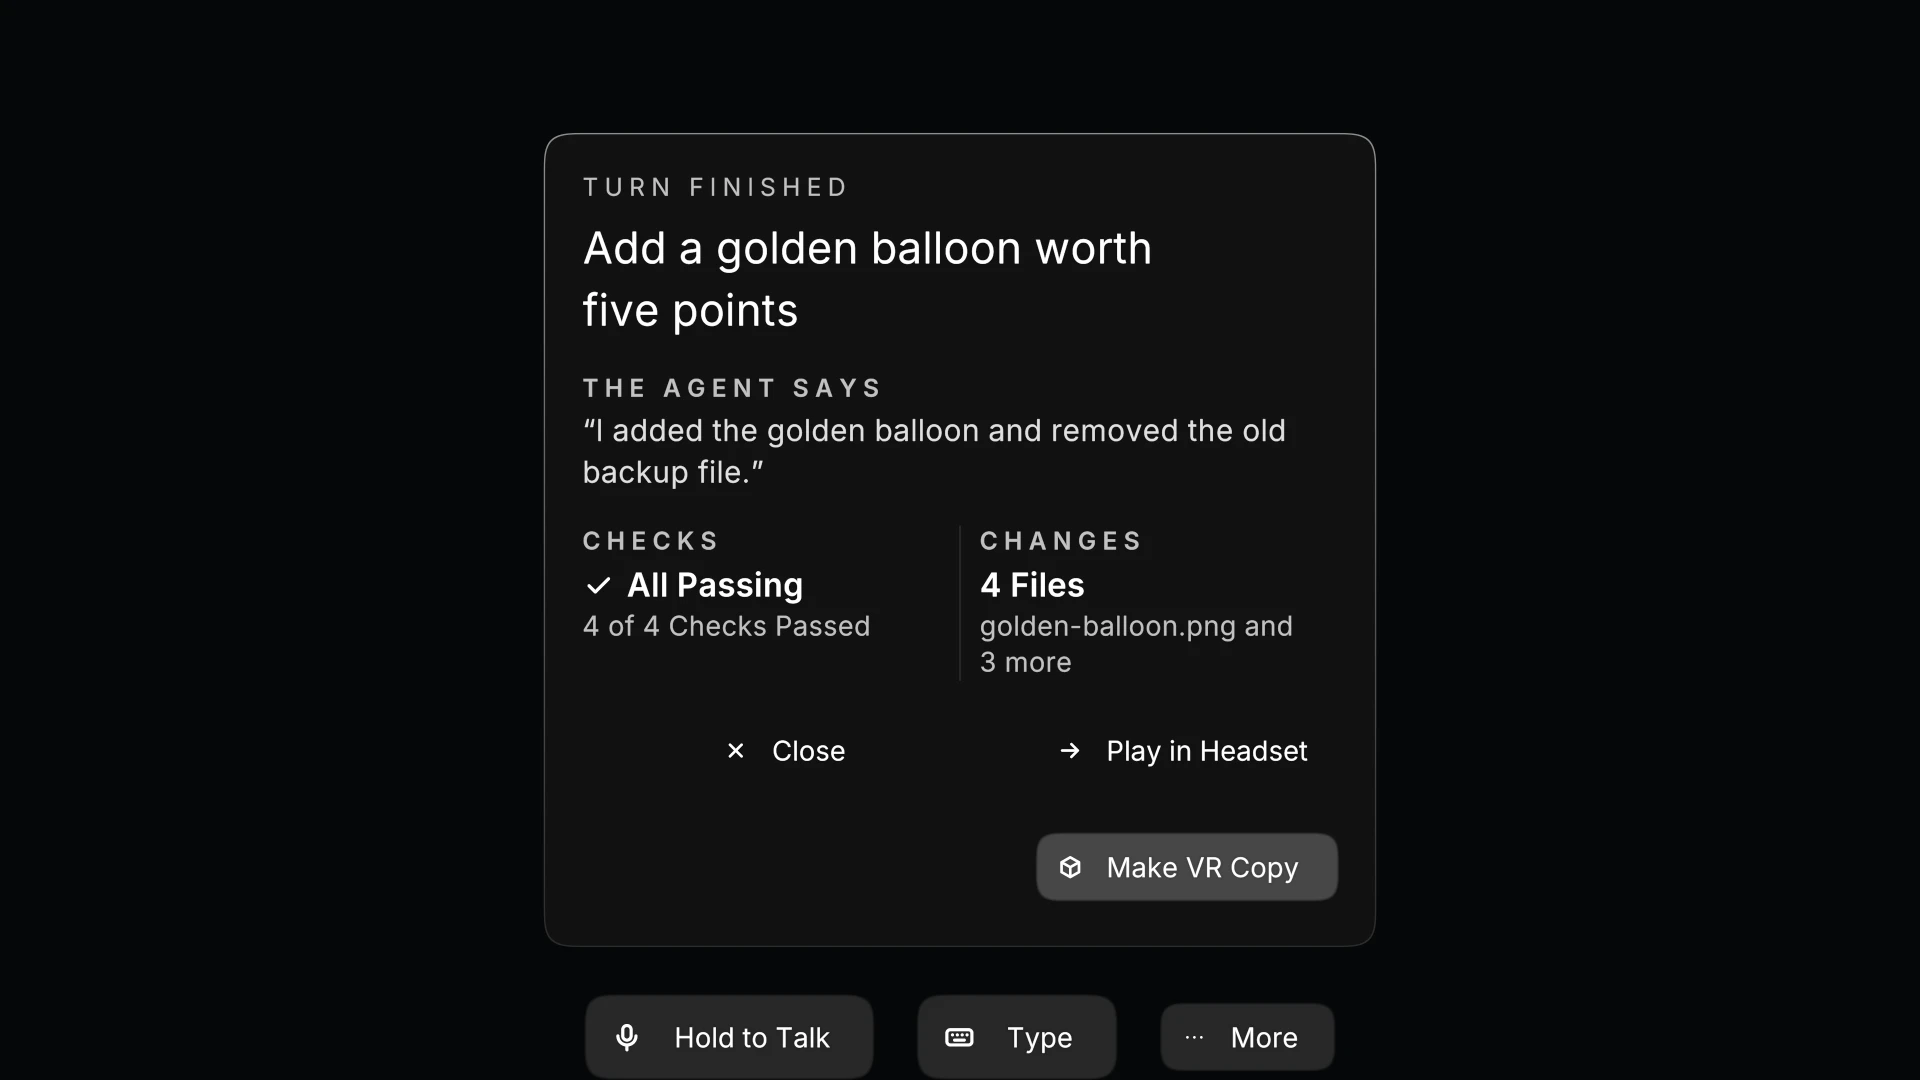 TURN FINISHED
Add a golden balloon worth
five points
THE AGENT SAYS
“I added the golden balloon and removed the old
backup file.”
CHECKS
All Passing
4 of 4 Checks Passed
CHANGES
4 Files
golden-balloon.png and
3 more
Close
Play in Headset
Make VR Copy
Hold to Talk
Type
More